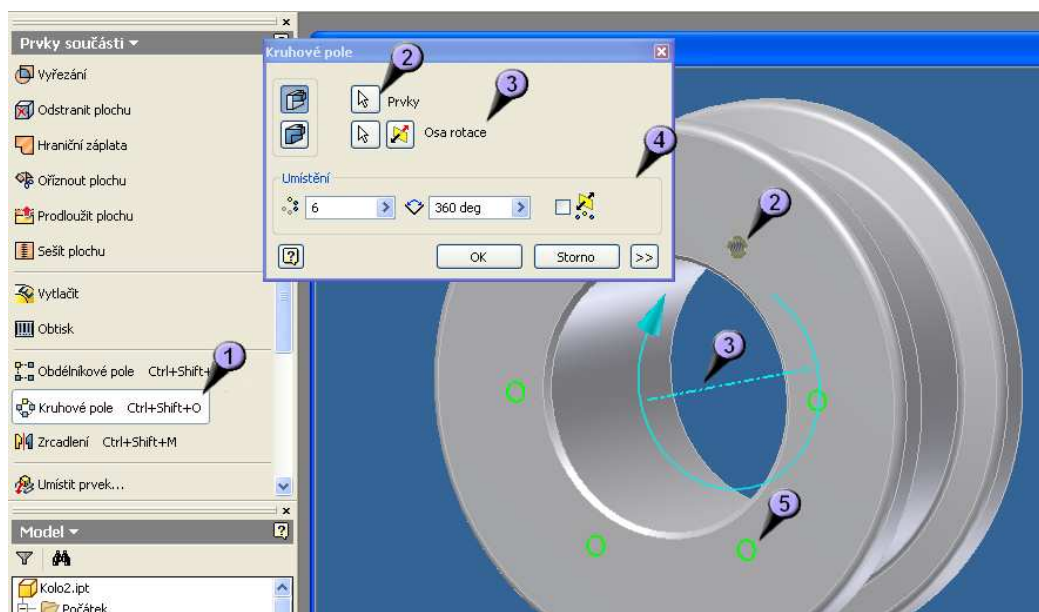 Prvky součásti
Vyřezání
Odstranit plochu
Hraniční záplata
Oříznout plochu
Prodloužit plochu
Sešít plochu
Vytlačit
Obtisk
Obdélníkové pole Ctrl+Shift+
Kruhové pole Ctrl+Shift+O
Zrcadlení Ctrl+Shift+M
Umístit prvek...
1
Model
Kolo2.ipt
Počátek
Kruhové pole
2
Prvky
3
Osa rotace
4
Umístění
6
360 deg
OK
Storno
>>
2
3
5